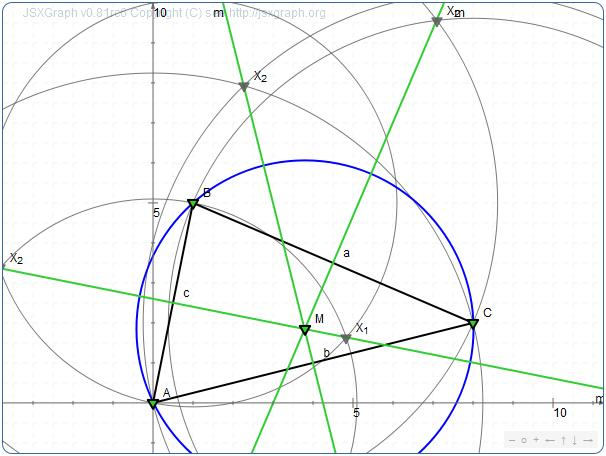 JSXGraph v0.81rc6 Copyright (C) see http://jsxgraph.org
10
m
X2
m
X2
B
5
a
X2
c
M
C
X1
b
A
m
5
10
− o + ← ↑ ↓ →